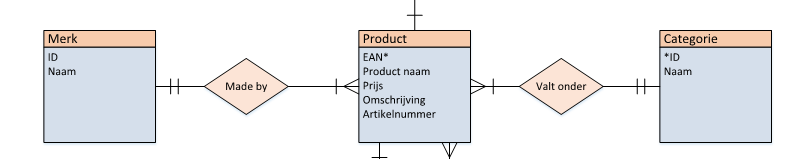 Merk
ID
Naam
Made by
Product
EAN*
Product naam
Prijs
Omschrijving
Artikelnummer
Valt onder
Categorie
*ID
Naam